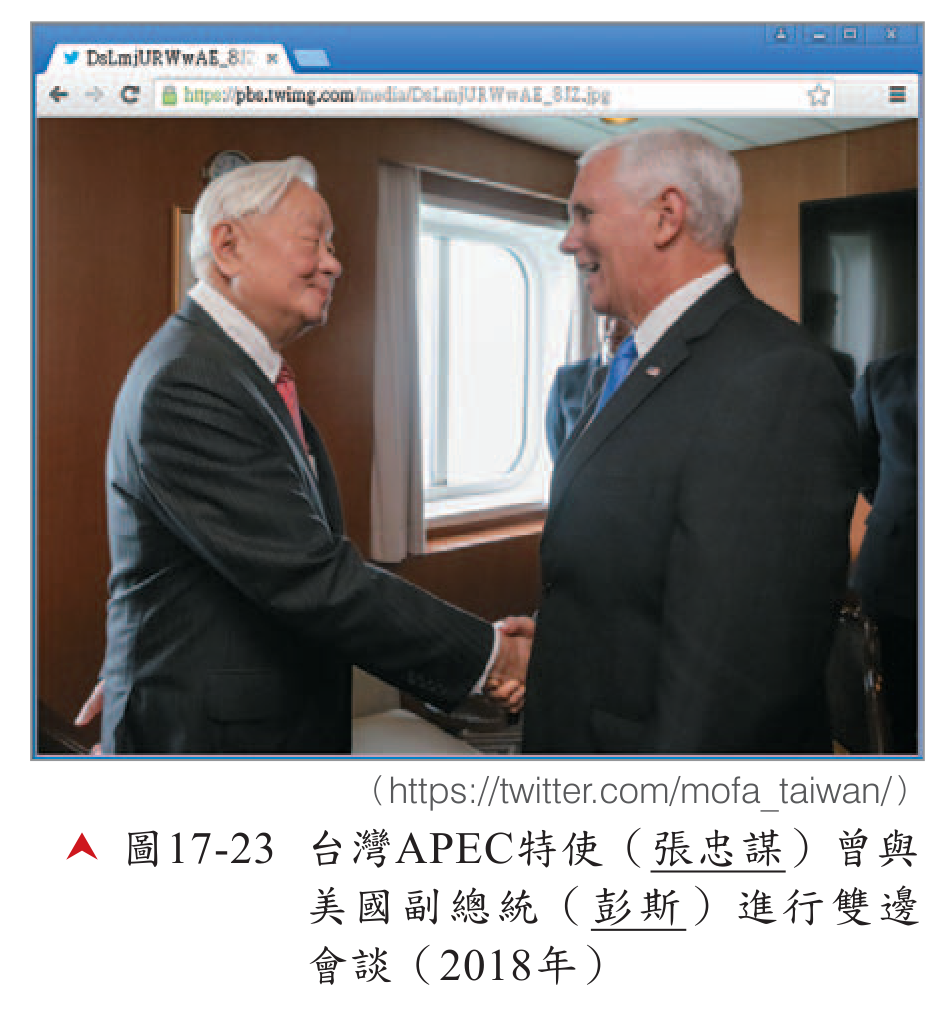 DsLmjURWwAE_8JZ
https://pbs.twimg.com/media/DsLmjURWwAE_8JZ.jpg
（https://twitter.com/mofa_taiwan/）
圖17-23 台灣APEC特使（張忠謀）曾與
美國副總統（彭斯）進行雙邊
會談（2018年）